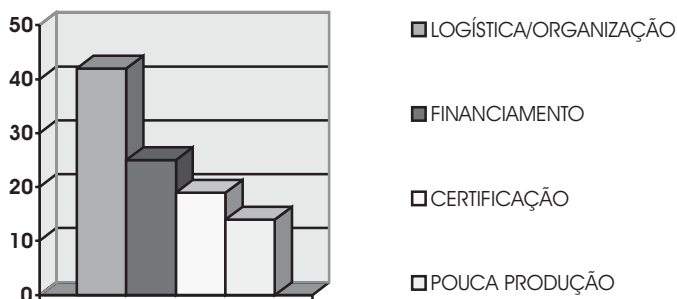 50
40
30
20
10
0
LOGÍSTICA/ORGANIZAÇÃO
FINANCIAMENTO
CERTIFICAÇÃO
POUCA PRODUÇÃO